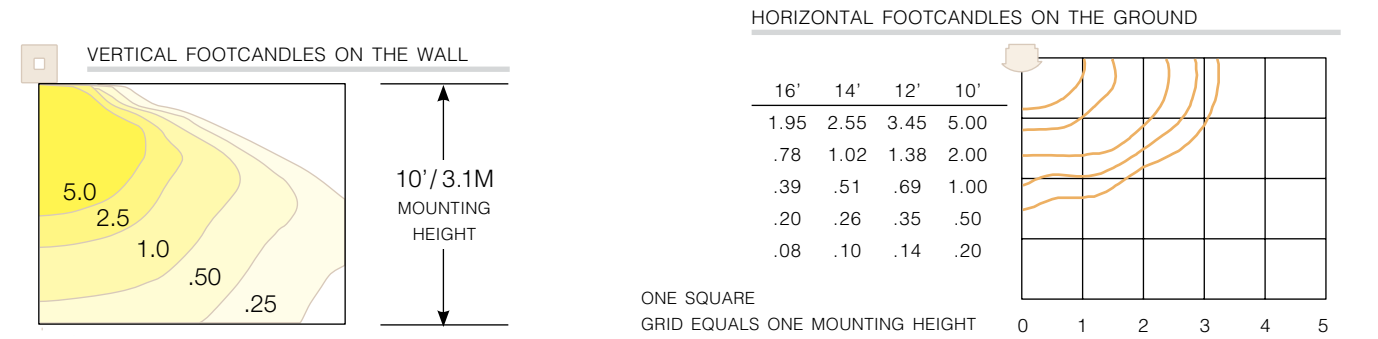 VERTICAL FOOTCANDLES ON THE WALL
5.0
2.5
1.0
.50
.25
10’/3.1M
MOUNTING
HEIGHT
HORIZONTAL FOOTCANDLES ON THE GROUND
16’ 14’ 12’ 10’
1.95 2.55 3.45 5.00
.78 1.02 1.38 2.00
.39 .51 .69 1.00
.20 .26 .35 .50
.08 .10 .14 .20
ONE SQUARE
GRID EQUALS ONE MOUNTING HEIGHT
0 1 2 3 4 5